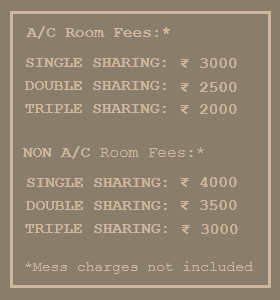 A/C Room Fees:*
SINGLE SHARING: ₹ 3000
DOUBLE SHARING: ₹ 2500
TRIPLE SHARING: ₹ 2000
NON A/C Room Fees:*
SINGLE SHARING: ₹ 4000
DOUBLE SHARING: ₹ 3500
TRIPLE SHARING: ₹ 3000
*Mess charges not included